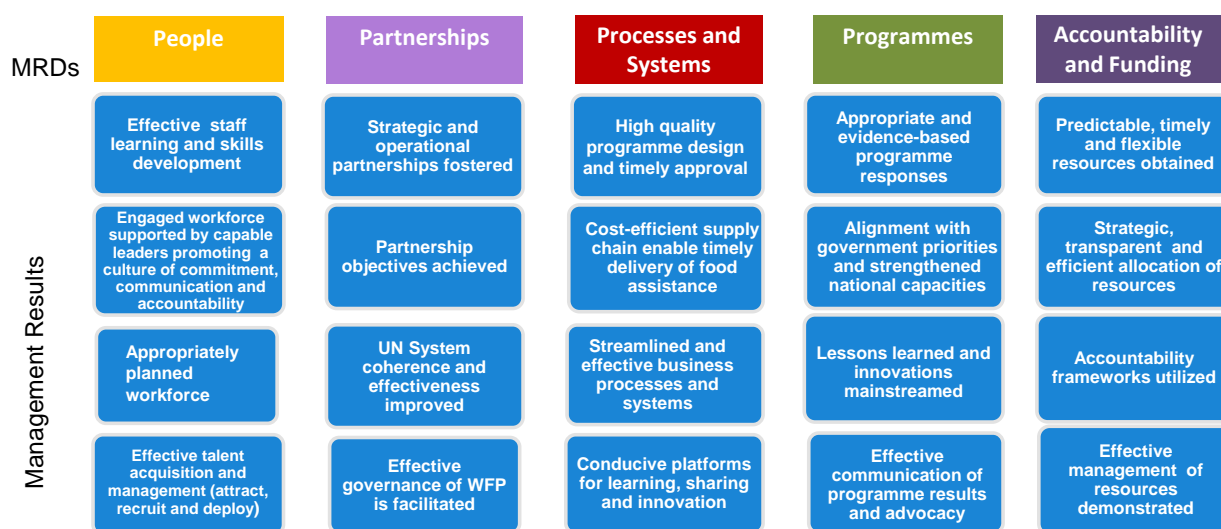 People
Partnerships
Processes and
Systems
Programmes
Accountability
and Funding
MRDs
Effective staff
learning and skills
development
Strategic and
operational
partnerships fostered
High quality
programme design
and timely approval
Appropriate and
evidence-based
programme
responses
Predictable, timely
and flexible
resources obtained
Management Results
Engaged workforce
supported by capable
leaders promoting a
culture of commitment,
communication and
accountability
Partnership
objectives achieved
Cost-efficient supply
chain enable timely
delivery of food
assistance
Alignment with
government priorities
and strengthened
national capacities
Strategic,
transparent and
efficient allocation of
resources
Appropriately
planned
workforce
UN System
coherence and
effectiveness
improved
Streamlined and
effective business
processes and
systems
Lessons learned and
innovations
mainstreamed
Accountability
frameworks utilized
Effective talent
acquisition and
management (attract,
recruit and deploy)
Effective
governance of WFP
is facilitated
Conducive platforms
for learning, sharing
and innovation
Effective
communication of
programme results
and advocacy
Effective
management of
resources
demonstrated